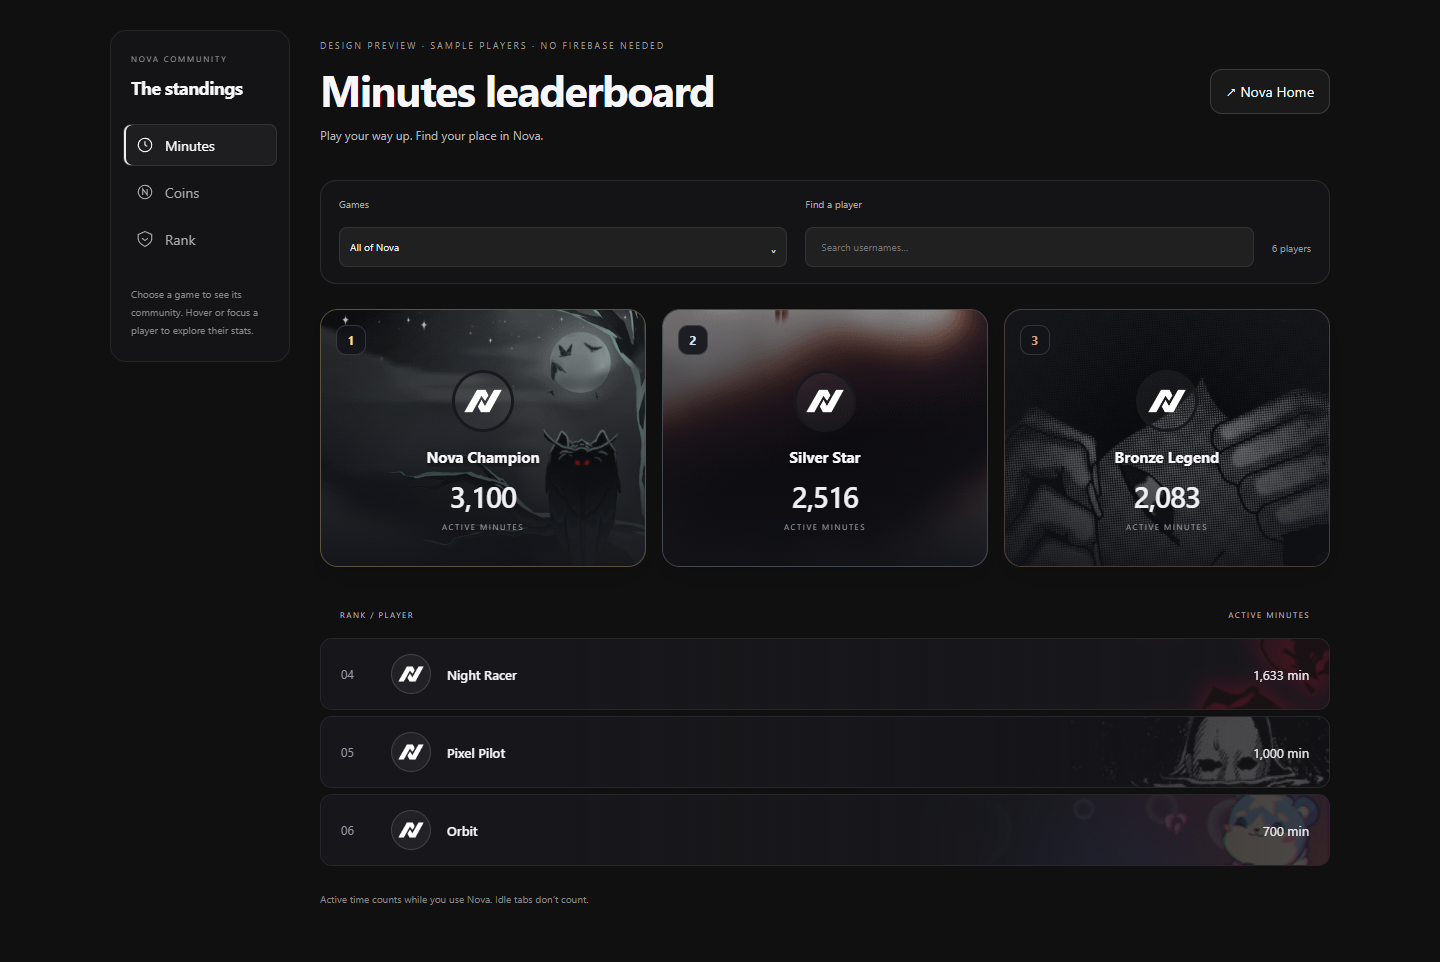 NOVA COMMUNITY
The standings
Minutes
Coins
Rank
Choose a game to see its
community. Hover or focus a
player to explore their stats.
DESIGN PREVIEW · SAMPLE PLAYERS · NO FIREBASE NEEDED
Minutes leaderboard
Play your way up. Find your place in Nova.
↗ Nova Home
Games
All of Nova
Find a player
Search usernames...
6 players
1
Nova Champion
3,100
ACTIVE MINUTES
2
Silver Star
2,516
ACTIVE MINUTES
3
Bronze Legend
2,083
ACTIVE MINUTES
RANK / PLAYER
ACTIVE MINUTES
04
Night Racer
1,633 min
05
Pixel Pilot
1,000 min
06
Orbit
700 min
Active time counts while you use Nova. Idle tabs don't count.